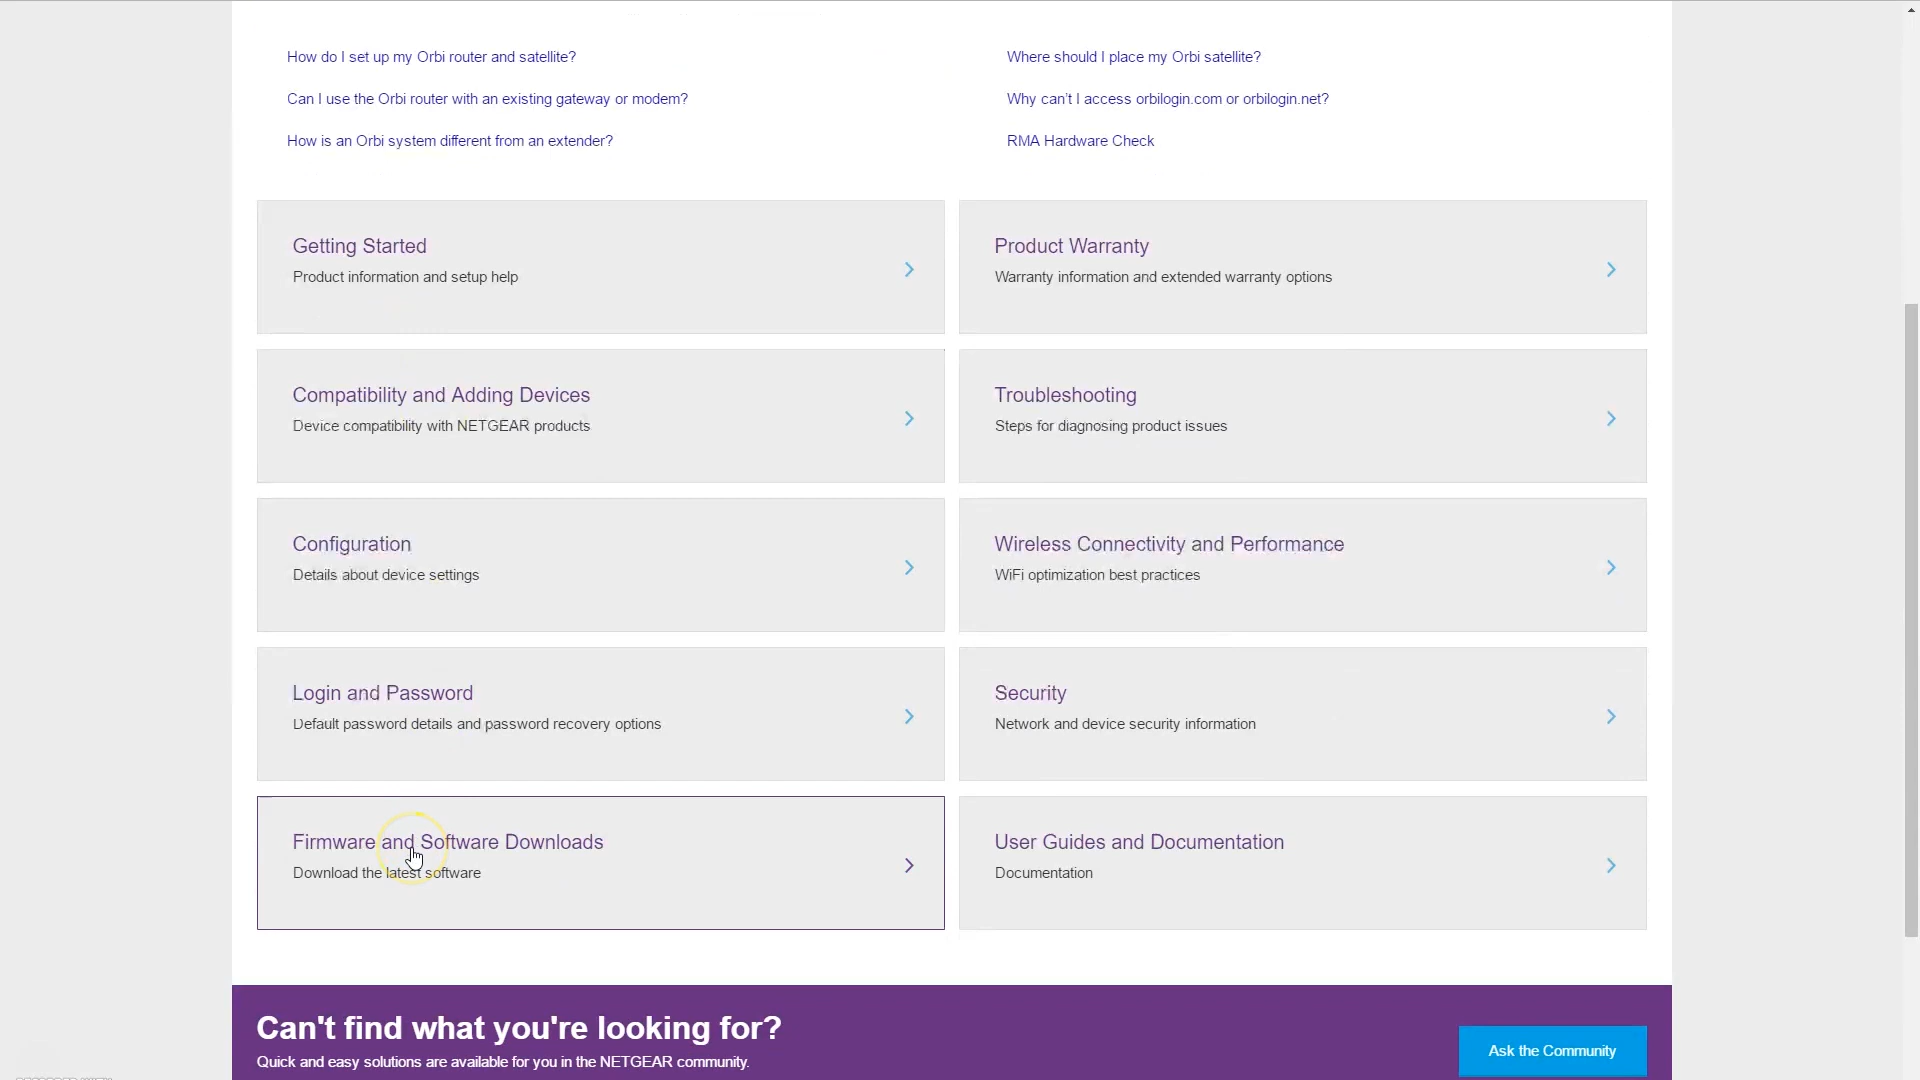 How do I set up my Orbi router and satellite?
Where should I place my Orbi satellite?
Can I use the Orbi router with an existing gateway or modem?
Why can't I access orbilogin.com or orbilogin.net?
How is an Orbi system different from an extender?
RMA Hardware Check
Getting Started
Product information and setup help
Product Warranty
Warranty information and extended warranty options
Compatibility and Adding Devices
Device compatibility with NETGEAR products
Troubleshooting
Steps for diagnosing product issues
Configuration
Details about device settings
Wireless Connectivity and Performance
WiFi optimization best practices
Login and Password
Default password details and password recovery options
Security
Network and device security information
Firmware and Software Downloads
Download the latest software
User Guides and Documentation
Documentation
Can't find what you're looking for?
Quick and easy solutions are available for you in the NETGEAR community.
Ask the Community